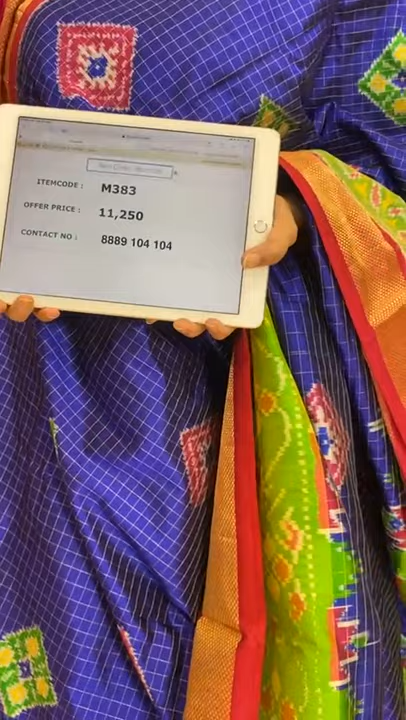 ITEMCODE : M383
OFFER PRICE : 11,250
CONTACT NO : 8889 104 104